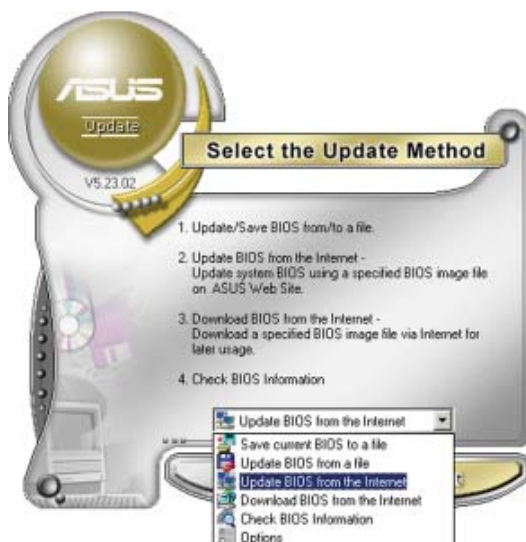 ASUS
Update
V5.23.02
Select the Update Method
1. Update/Save BIOS from/to a file.
2. Update BIOS from the Internet -
Update system BIOS using a specified BIOS image file
on ASUS Web Site.
3. Download BIOS from the Internet -
Download a specified BIOS image file via Internet for
later usage.
4. Check BIOS Information
Update BIOS from the Internet
Save current BIOS to a file
Update BIOS from a file
Update BIOS from the Internet
Download BIOS from the Internet
Check BIOS Information
Options